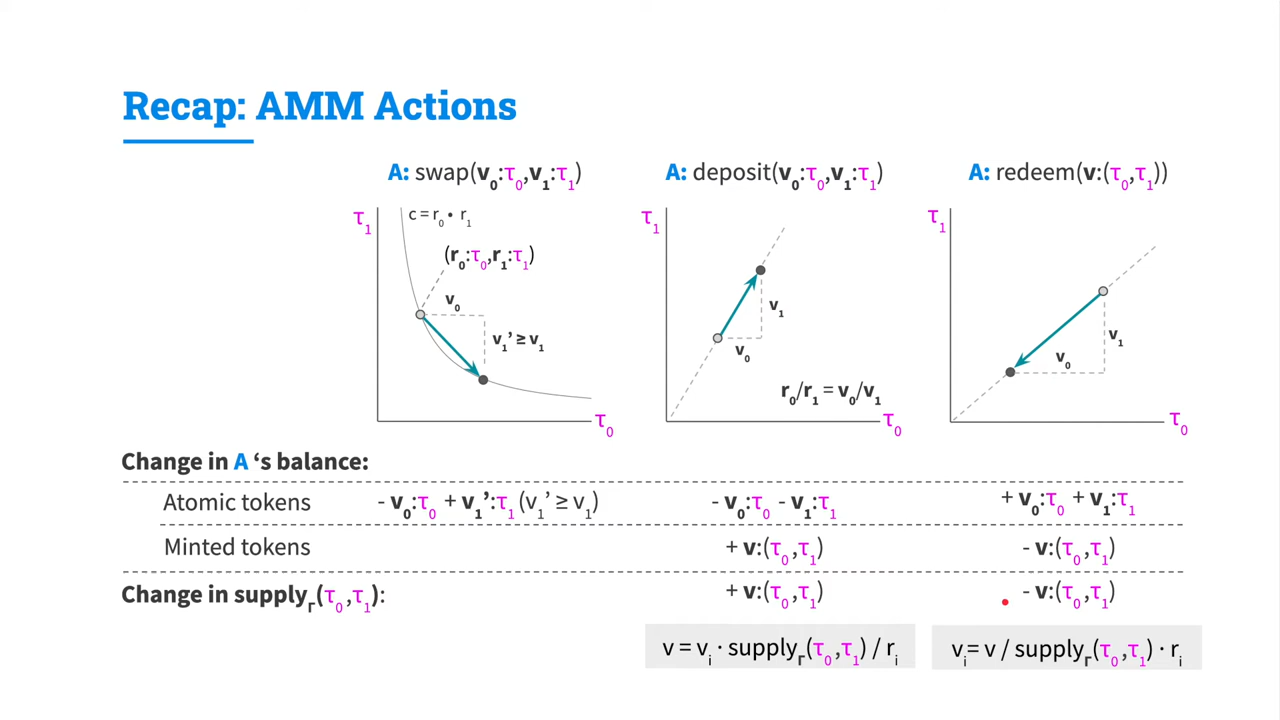 Recap: AMM Actions
A: swap(v₀:τ₀,v₁:τ₁)
A: deposit(v₀:τ₀,v₁:τ₁)
A: redeem(v:(τ₀,τ₁))
τ₁
c = r₀ • r₁
(r₀:τ₀,r₁:τ₁)
v₀
v₁’ ≥ v₁
τ₀
τ₁
v₁
v₀
r₀/r₁ = v₀/v₁
τ₀
τ₁
v₁
v₀
τ₀
Change in A ‘s balance:
Atomic tokens - v₀:τ₀ + v₁’:τ₁ (v₁’ ≥ v₁) - v₀:τ₀ - v₁:τ₁ + v₀:τ₀ + v₁:τ₁
Minted tokens + v:(τ₀,τ₁) - v:(τ₀,τ₁)
Change in supply_Γ(τ₀,τ₁): + v:(τ₀,τ₁) - v:(τ₀,τ₁)
v = vᵢ · supply_Γ(τ₀,τ₁) / rᵢ
vᵢ= v / supply_Γ(τ₀,τ₁) · rᵢ